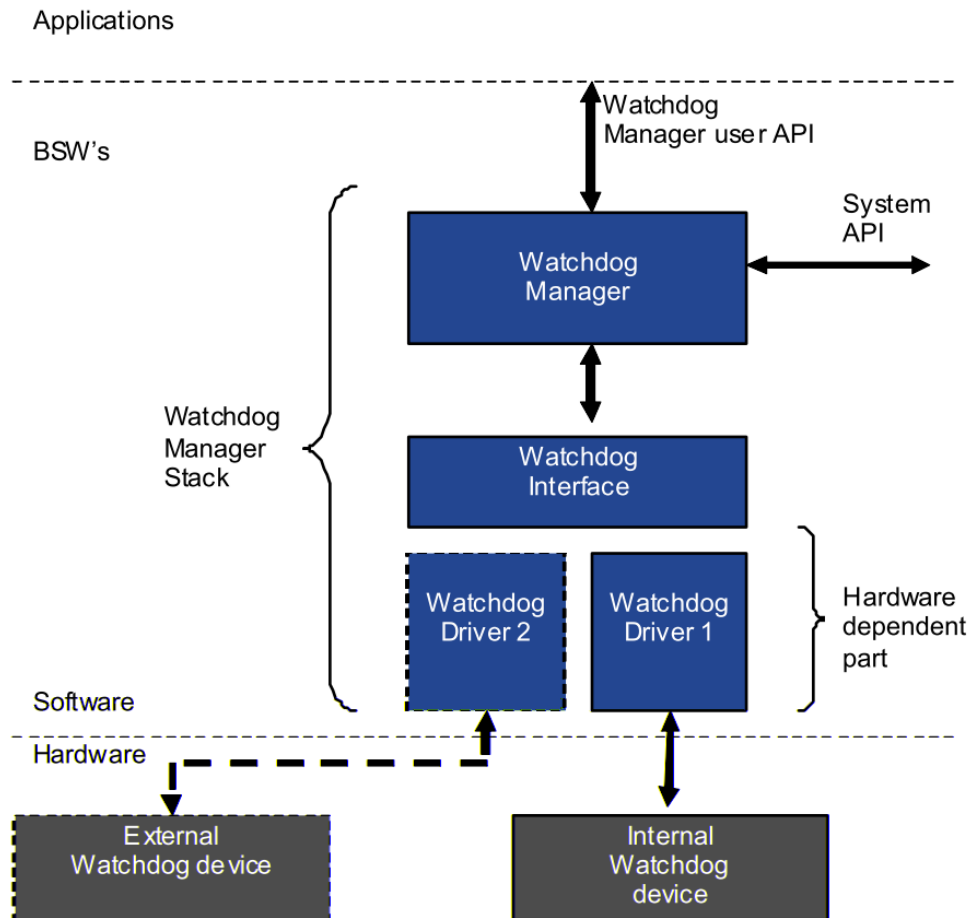 Applications
Watchdog
Manager user API
BSW's
System
API
Watchdog
Manager
Watchdog
Manager
Stack
Watchdog
Interface
Watchdog
Driver 2
Watchdog
Driver 1
Hardware
dependent
part
Software
Hardware
External
Watchdog device
Internal
Watchdog
device